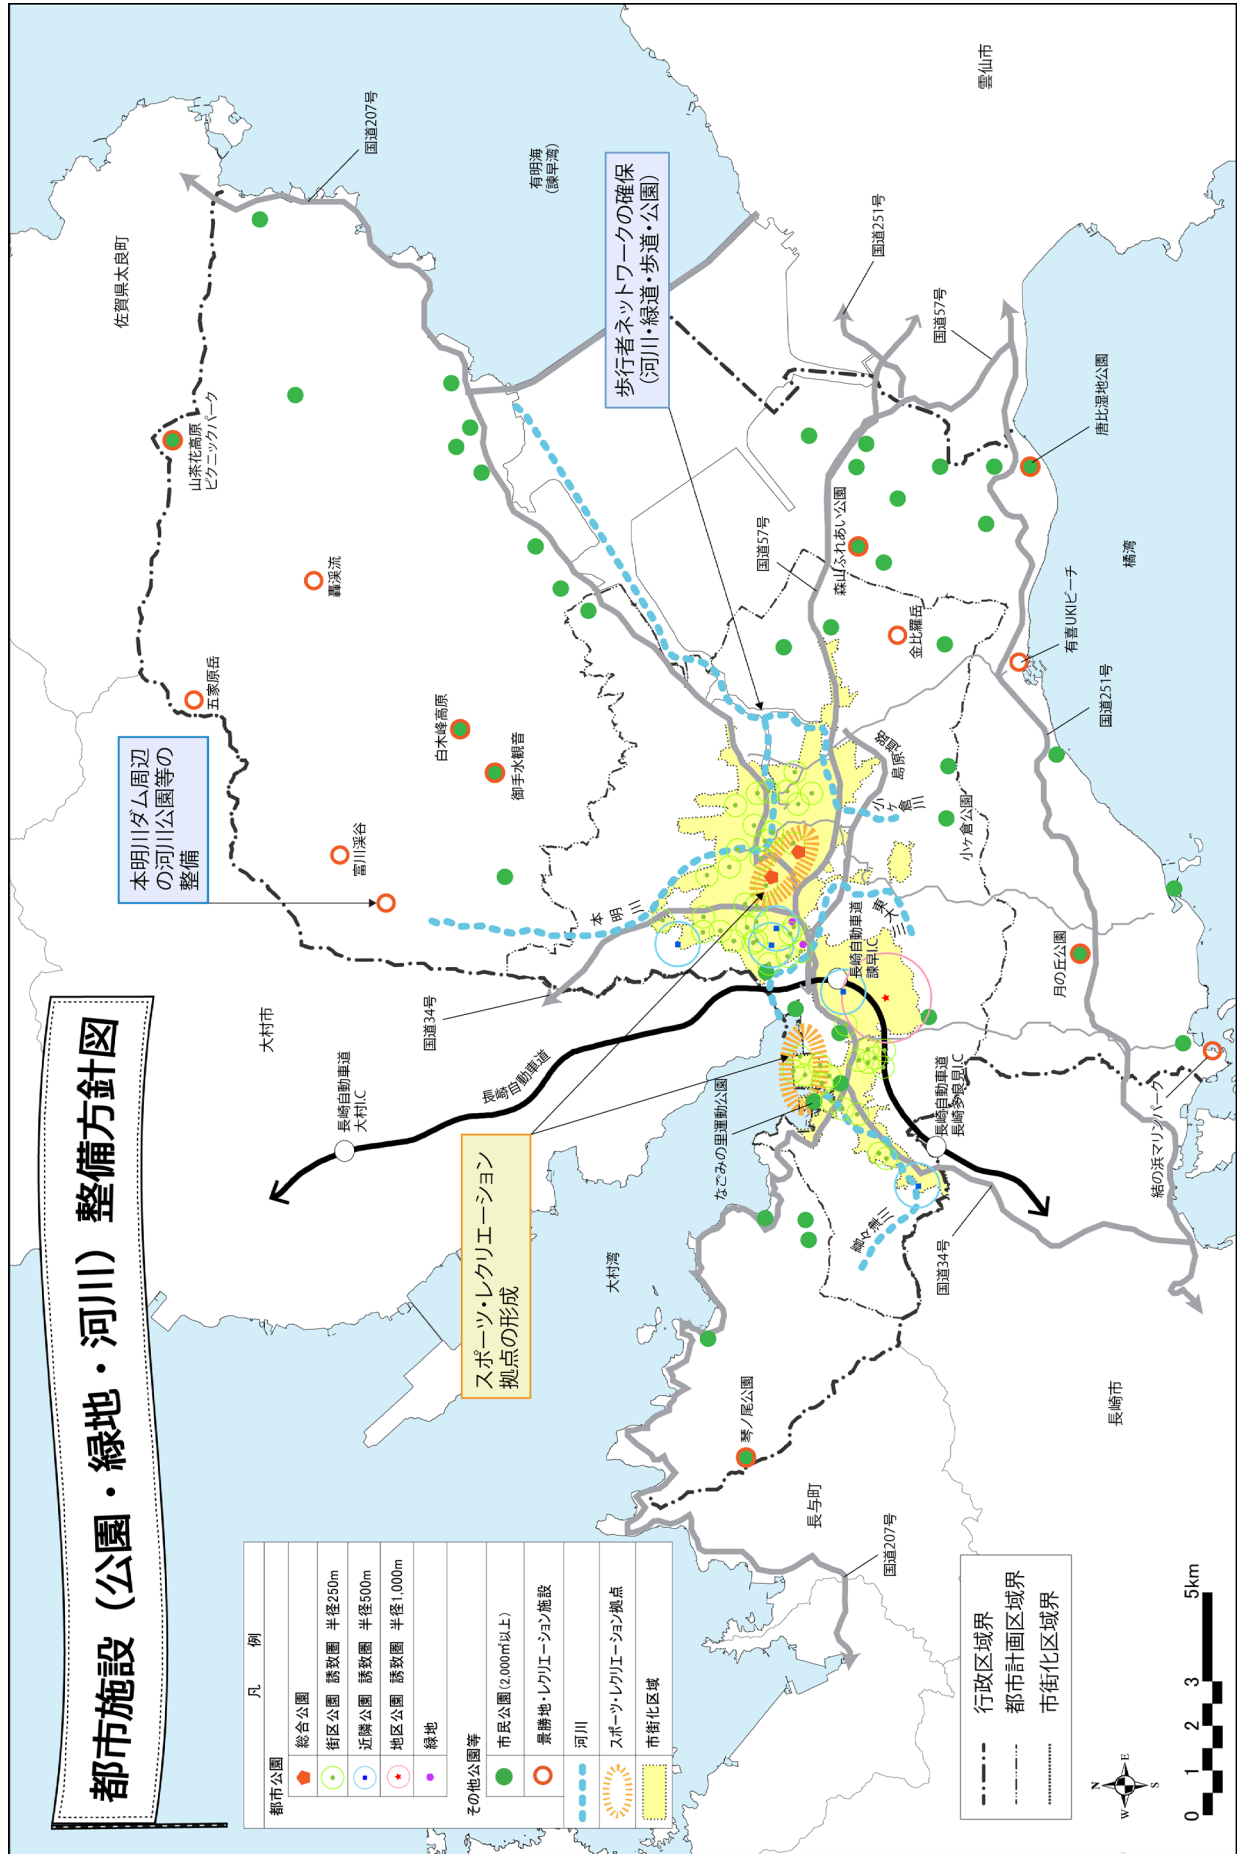 都市施設（公園・緑地・河川）整備方針図
凡　例
都市公園
総合公園
街区公園　誘致圏　半径250m
近隣公園　誘致圏　半径500m
地区公園　誘致圏　半径1,000m
緑地
その他公園等
市民公園（2,000㎡以上）
景勝地・レクリエーション施設
河川
スポーツ・レクリエーション拠点
市街化区域
行政区域界
都市計画区域界
市街化区域界
N
E
S
W
0
1
2
3
5km
本明川ダム周辺
の河川公園等の
整備
スポーツ・レクリエーション
拠点の形成
歩行者ネットワークの確保
（河川・緑道・歩道・公園）
佐賀県太良町
国道207号
有明海
（諫早湾）
雲仙市
山茶花高原
ピクニックパーク
轟渓流
五家原岳
白木峰高原
御手水観音
富川渓谷
本明川
大村市
国道34号
長崎自動車道
大村I.C
長崎自動車道
国道251号
国道57号
国道57号
唐比湿地公園
森山ふれあい公園
橘湾
金比羅岳
有喜UKIビーチ
国道251号
島原道路
小ヶ倉川
小ヶ倉公園
東大川
長崎自動車道
諫早I.C
月の丘公園
なごみの里運動公園
長崎自動車道
長崎多良見I.C
結の浜マリンパーク
喜々津川
国道34号
大村湾
琴ノ尾公園
長崎市
長与町
国道207号